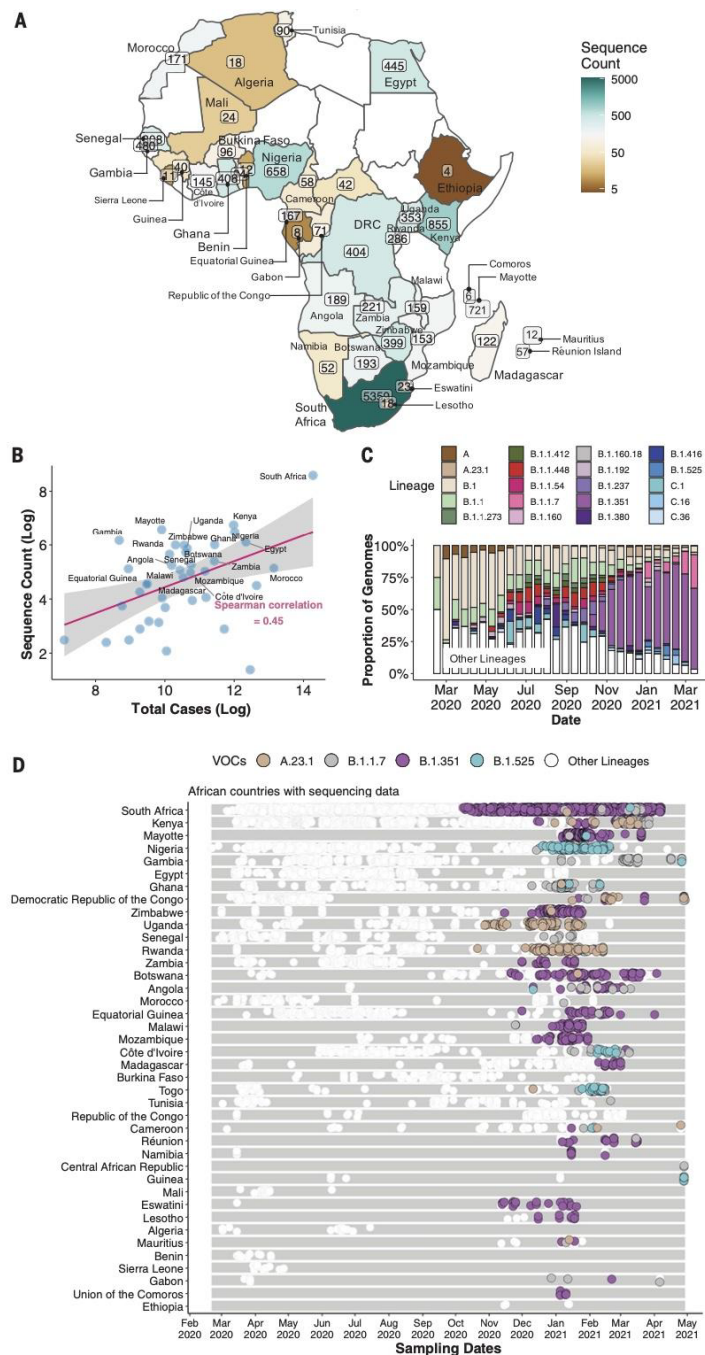 A
Sequence
Count
5000
500
50
5
90
Tunisia
Morocco
171
18
Algeria
445
Egypt
Mali
24
Senegal
480
Burkina Faso
96
Nigeria
658
4
Ethiopia
Gambia
11
40
145
Côte
d'Ivoire
408
58
Cameroon
42
Sierra Leone
Guinea
Ghana
Benin
167
Equatorial Guinea
8
Gabon
71
Republic of the Congo
DRC
404
Uganda
353
Rwanda
286
855
Kenya
Comoros
6
Mayotte
721
Malawi
189
Angola
221
Zambia
159
Zimbabwe
399
153
Mozambique
12
Mauritius
57
Réunion Island
122
Madagascar
Namibia
52
Botswana
193
23
Eswatini
18
Lesotho
South
Africa
B
Sequence Count (Log)
8
6
4
2
South Africa
Mayotte
Uganda
Gambia
Zimbabwe
Ghana
Nigeria
Rwanda
Botswana
Egypt
Angola
Senegal
Zambia
Equatorial Guinea
Malawi
Mozambique
Morocco
Madagascar
Côte d'Ivoire
Spearman correlation
= 0.45
8
10
12
14
Total Cases (Log)
C
Lineage
A
A.23.1
B.1
B.1.1
B.1.1.273
B.1.1.412
B.1.1.448
B.1.1.54
B.1.1.7
B.1.160
B.1.160.18
B.1.192
B.1.237
B.1.351
B.1.380
B.1.416
B.1.525
C.1
C.16
C.36
Proportion of Genomes
100%
75%
50%
25%
0%
Other Lineages
Mar
2020
May
2020
Jul
2020
Sep
2020
Nov
2020
Jan
2021
Mar
2021
Date
D
VOCs
A.23.1
B.1.1.7
B.1.351
B.1.525
Other Lineages
African countries with sequencing data
South Africa
Kenya
Mayotte
Nigeria
Gambia
Egypt
Ghana
Democratic Republic of the Congo
Zimbabwe
Uganda
Senegal
Rwanda
Zambia
Botswana
Angola
Morocco
Equatorial Guinea
Malawi
Mozambique
Côte d'Ivoire
Madagascar
Burkina Faso
Togo
Tunisia
Republic of the Congo
Cameroon
Réunion
Namibia
Central African Republic
Guinea
Mali
Eswatini
Lesotho
Algeria
Mauritius
Benin
Sierra Leone
Gabon
Union of the Comoros
Ethiopia
Feb
2020
Mar
2020
Apr
2020
May
2020
Jun
2020
Jul
2020
Aug
2020
Sep
2020
Oct
2020
Nov
2020
Dec
2020
Jan
2021
Feb
2021
Mar
2021
Apr
2021
May
2021
Sampling Dates